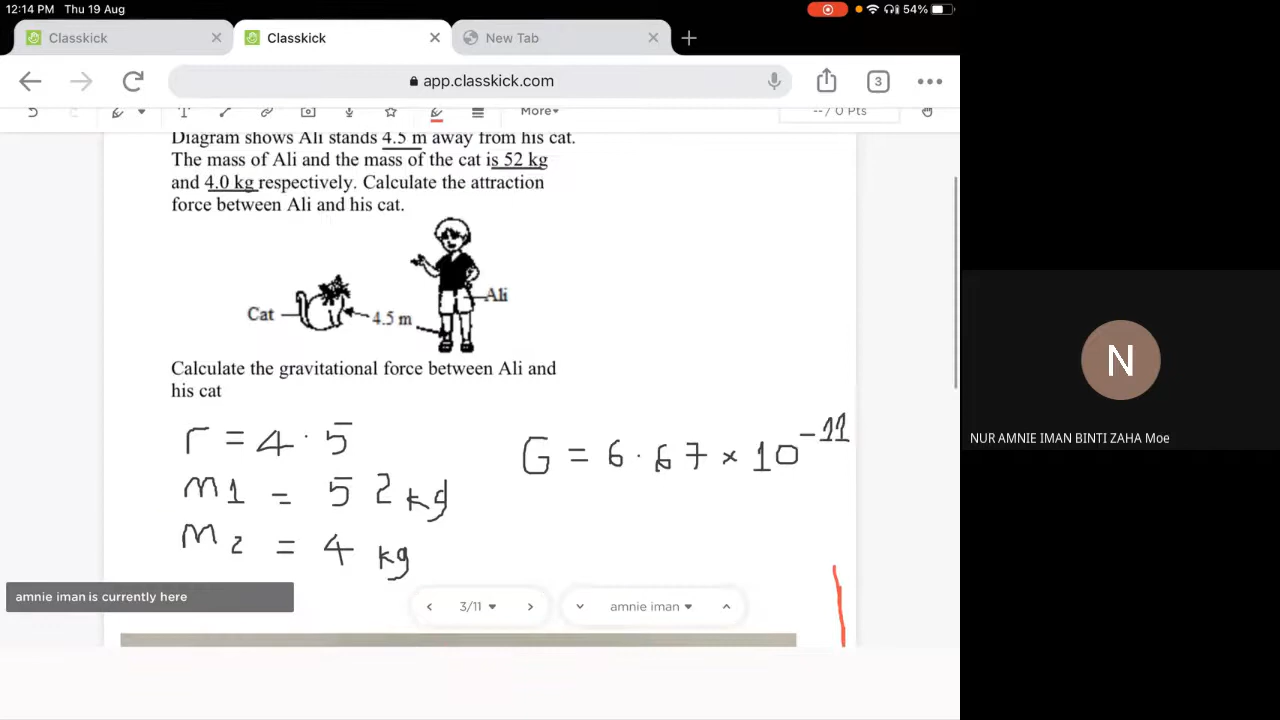 12:14 PM Thu 19 Aug
54%
Classkick
Classkick
New Tab
app.classkick.com
3
More
-- / 0 Pts
Diagram shows Ali stands 4.5 m away from his cat.
The mass of Ali and the mass of the cat is 52 kg
and 4.0 kg respectively. Calculate the attraction
force between Ali and his cat.
Ali
Cat
4.5 m
Calculate the gravitational force between Ali and
his cat
r = 4.5
G = 6.67 × 10⁻¹¹
m1 = 52 kg
m2 = 4 kg
amnie iman is currently here
3/11
amnie iman
N
NUR AMNIE IMAN BINTI ZAHA Moe